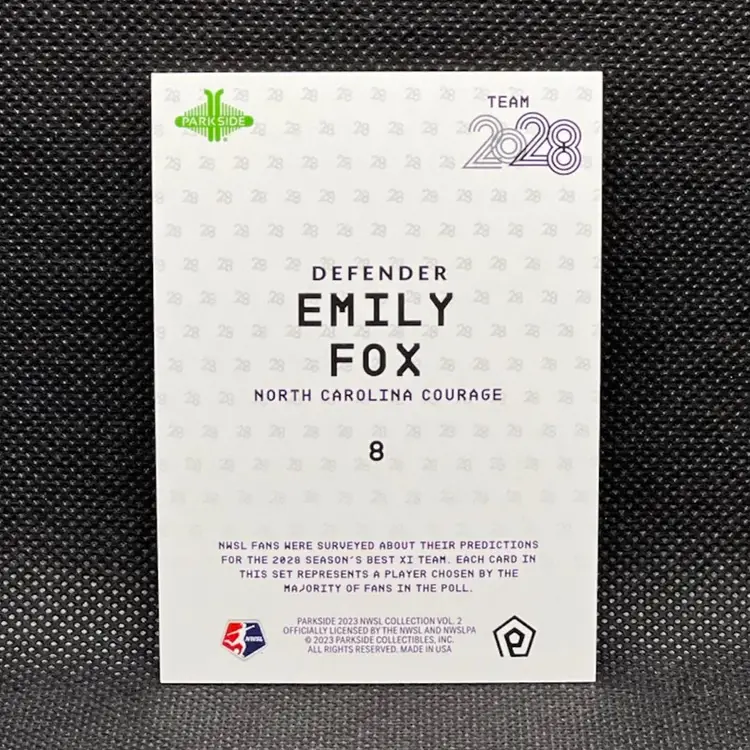 PARKSIDE
TEAM
2028
DEFENDER
EMILY
FOX
NORTH CAROLINA COURAGE
8
NWSL FANS WERE SURVEYED ABOUT THEIR PREDICTIONS
FOR THE 2028 SEASON'S BEST XI TEAM. EACH CARD IN
THIS SET REPRESENTS A PLAYER CHOSEN BY THE
MAJORITY OF FANS IN THE POLL.
NWSL
PARKSIDE 2023 NWSL COLLECTION VOL. 2
OFFICIALLY LICENSED BY THE NWSL AND NWSLPA
© 2023 PARKSIDE COLLECTIBLES, INC.
ALL RIGHTS RESERVED. MADE IN USA